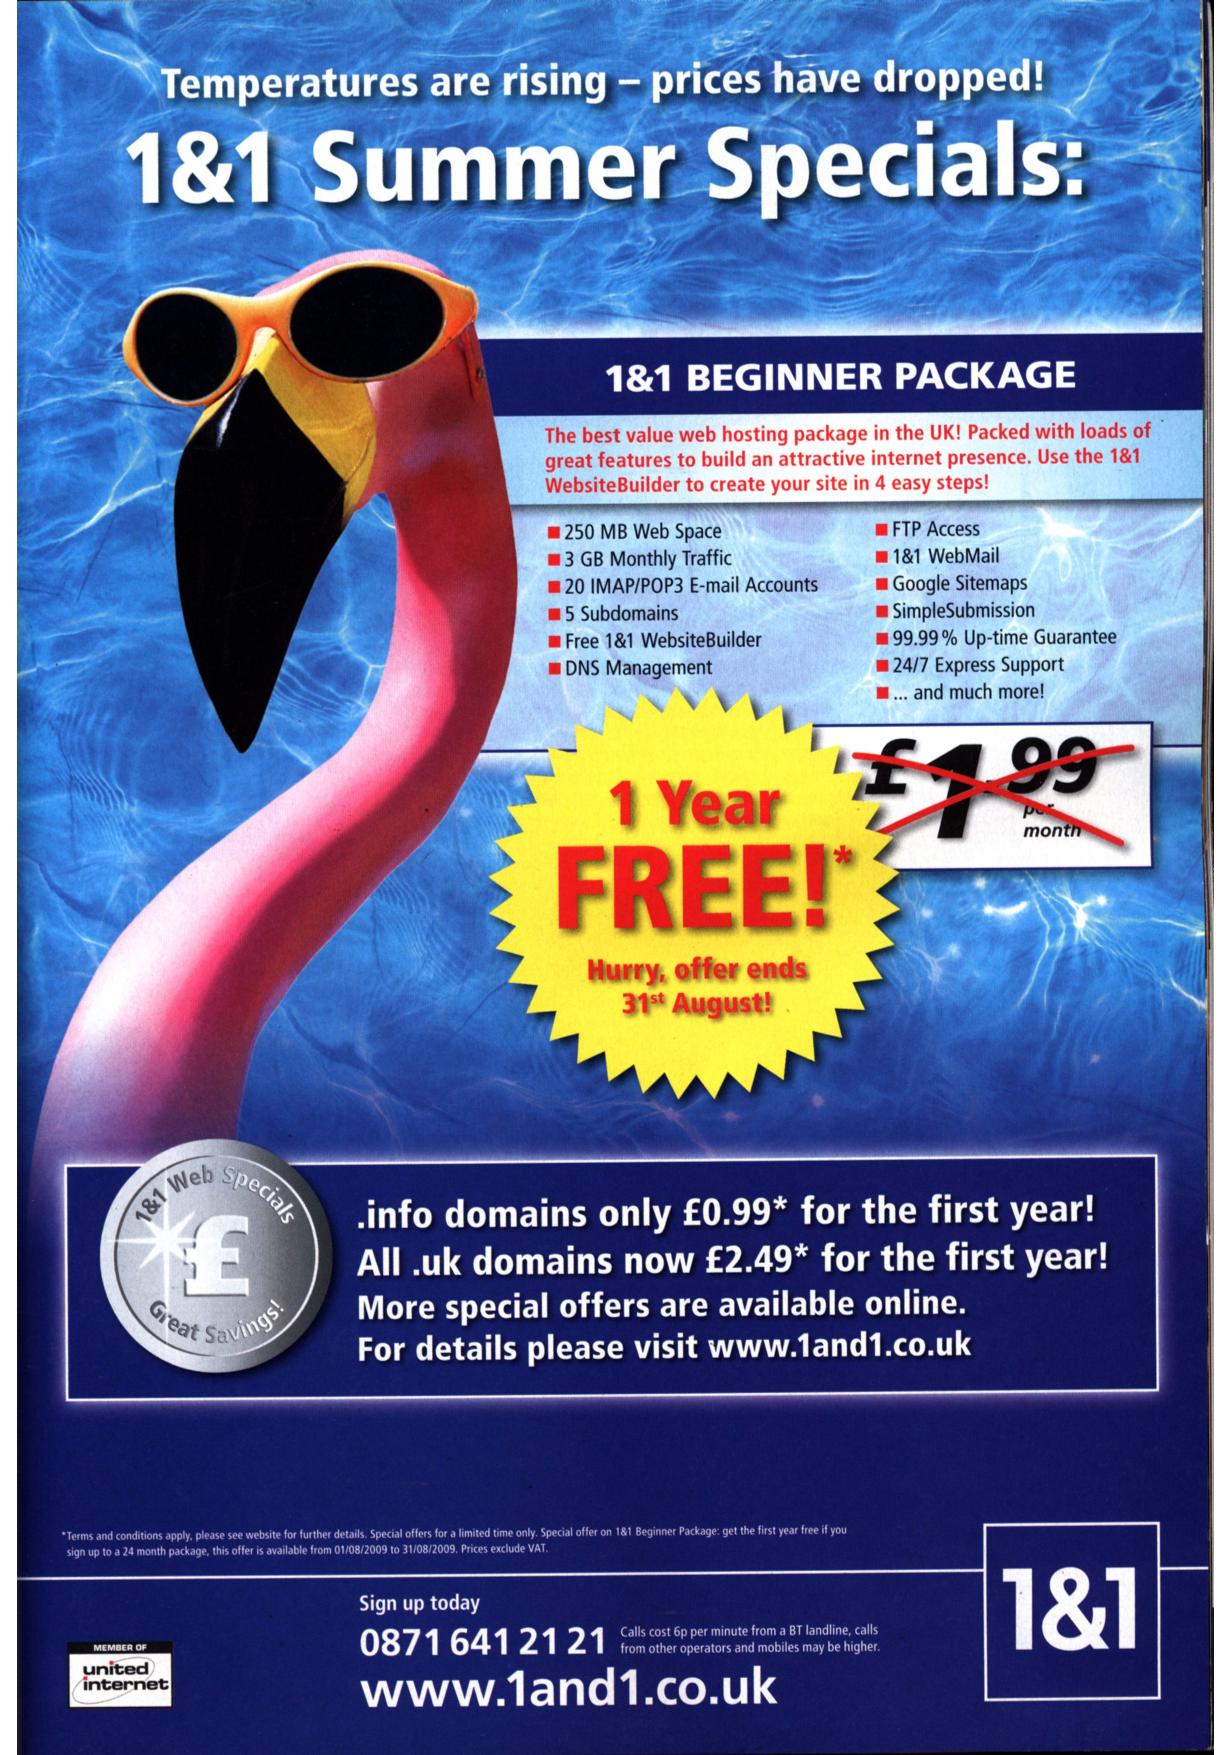 Temperatures are rising – prices have dropped!
1&1 Summer Specials:
1&1 BEGINNER PACKAGE
The best value web hosting package in the UK! Packed with loads of
great features to build an attractive internet presence. Use the 1&1
WebsiteBuilder to create your site in 4 easy steps!
■ 250 MB Web Space
■ 3 GB Monthly Traffic
■ 20 IMAP/POP3 E-mail Accounts
■ 5 Subdomains
■ Free 1&1 WebsiteBuilder
■ DNS Management
■ FTP Access
■ 1&1 WebMail
■ Google Sitemaps
■ SimpleSubmission
■ 99.99 % Up-time Guarantee
■ 24/7 Express Support
■ ... and much more!
£1.99
per
month
1 Year
FREE!*
Hurry, offer ends
31st August!
1&1 Web Specials
£
Great Savings!
.info domains only £0.99* for the first year!
All .uk domains now £2.49* for the first year!
More special offers are available online.
For details please visit www.1and1.co.uk
*Terms and conditions apply, please see website for further details. Special offers for a limited time only. Special offer on 1&1 Beginner Package: get the first year free if you
sign up to a 24 month package, this offer is available from 01/08/2009 to 31/08/2009. Prices exclude VAT.
1&1
Sign up today
0871 641 21 21
Calls cost 6p per minute from a BT landline, calls
from other operators and mobiles may be higher.
www.1and1.co.uk
MEMBER OF
united
internet